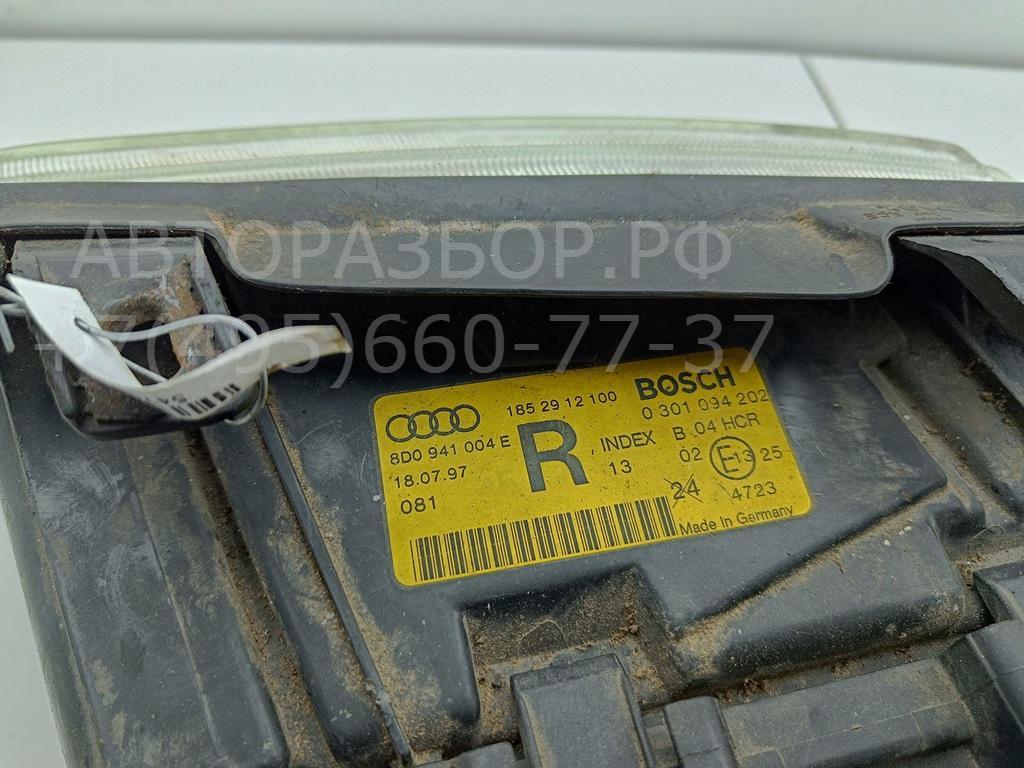 АВТОРАЗБОР.РФ
+7(495)660-77-37
185 29 12 100
BOSCH
8D0 941 004 E
R
INDEX
0 301 094 202
B 04 HCR
18.07.97
13
02 E13 25
081
24
4723
Made in Germany